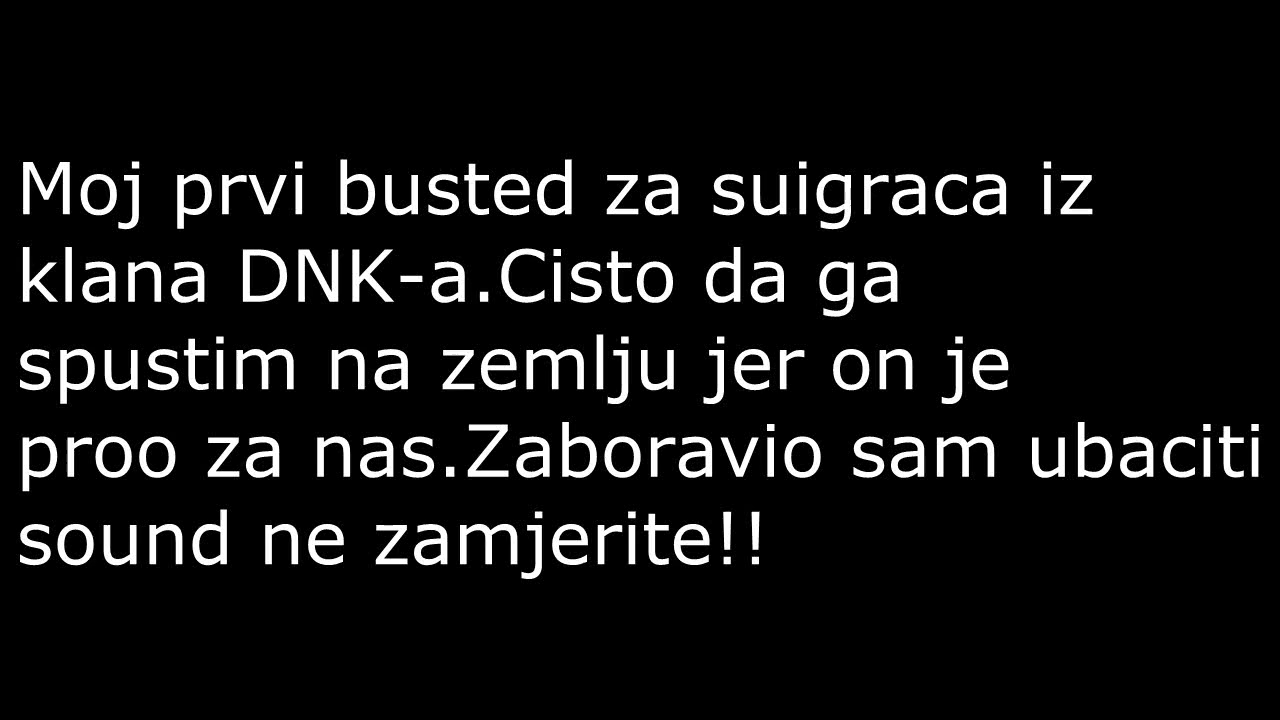 Moj prvi busted za suigraca iz
klana DNK-a.Cisto da ga
spustim na zemlju jer on je
proo za nas.Zaboravio sam ubaciti
sound ne zamjerite!!